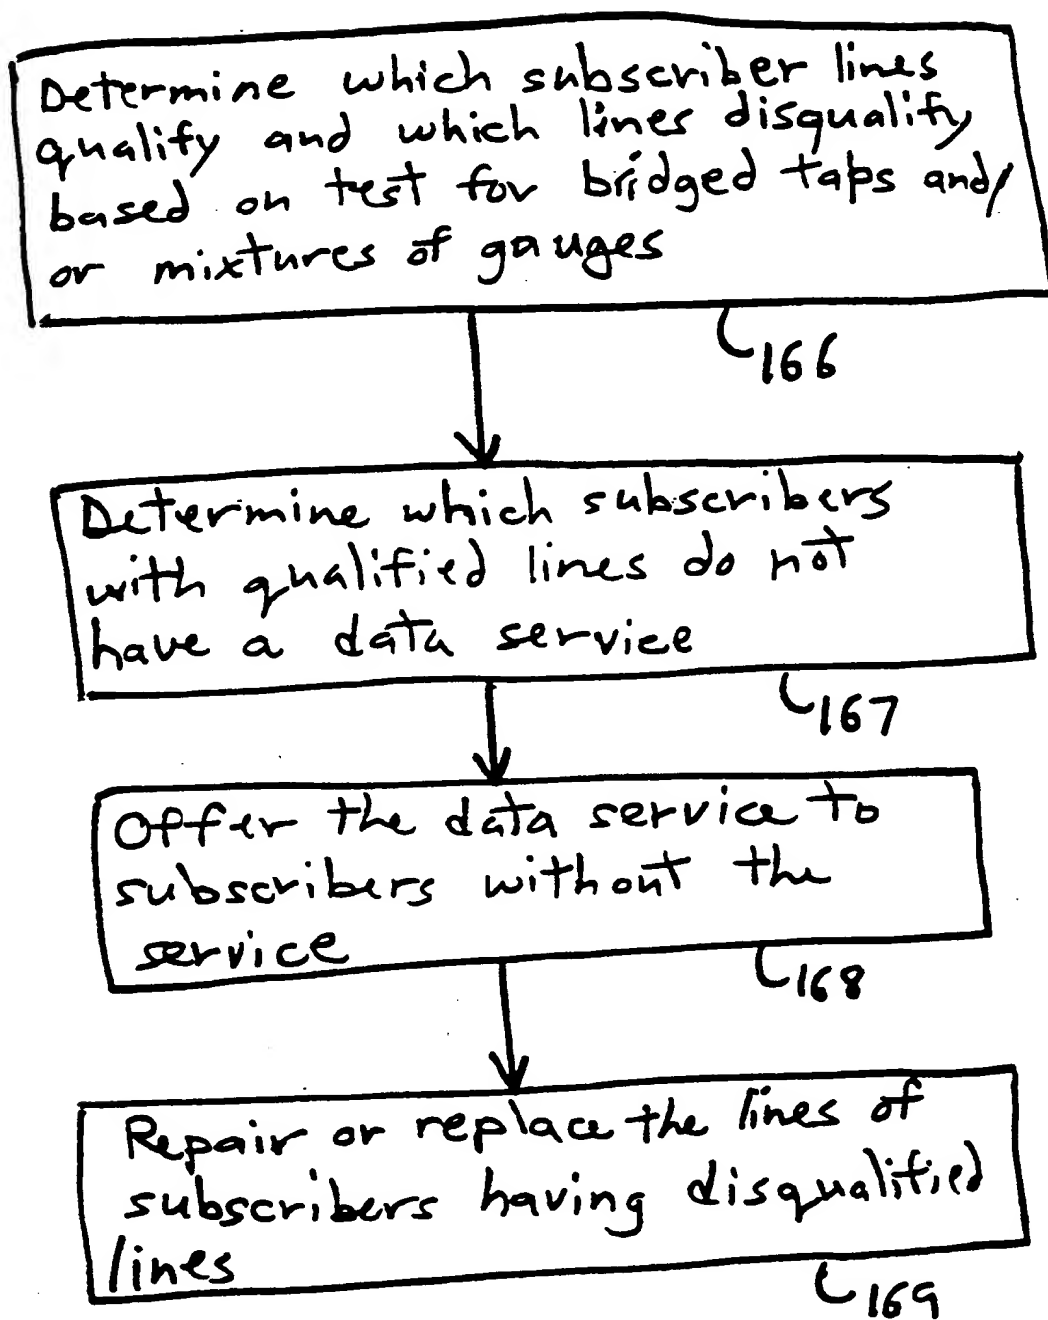 Determine which subscriber lines
qualify and which lines disqualify
based on test for bridged taps and/
or mixtures of gauges
166
Determine which subscribers
with qualified lines do not
have a data service
167
Offer the data service to
subscribers without the
service
168
Repair or replace the lines of
subscribers having disqualified
lines
169